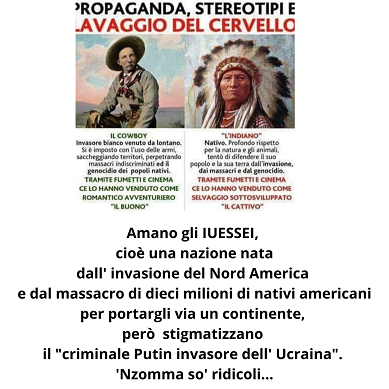 PROPAGANDA, STEREOTIPI E
LAVAGGIO DEL CERVELLO
IL COWBOY
Invasore bianco venuto da lontano.
Si è imposto con l'uso delle armi,
saccheggiando territori, perpetrando
massacri indiscriminati ed il
genocidio dei popoli nativi.
TRAMITE FUMETTI E CINEMA
CE LO HANNO VENDUTO COME
ROMANTICO AVVENTURIERO
"IL BUONO"
L'INDIANO"
Nativo. Profondo rispetto
per la natura e gli animali,
tentò di difendere il suo
popolo e la sua terra dall'invasione,
dai massacri e dal genocidio.
TRAMITE FUMETTI E CINEMA
CE LO HANNO VENDUTO COME
SELVAGGIO SOTTOSVILUPPATO
"IL CATTIVO"
Amano gli IUESSEI,
cioè una nazione nata
dall' invasione del Nord America
e dal massacro di dieci milioni di nativi americani
per portargli via un continente,
però stigmatizzano
il "criminale Putin invasore dell' Ucraina".
'Nzomma so' ridicoli...